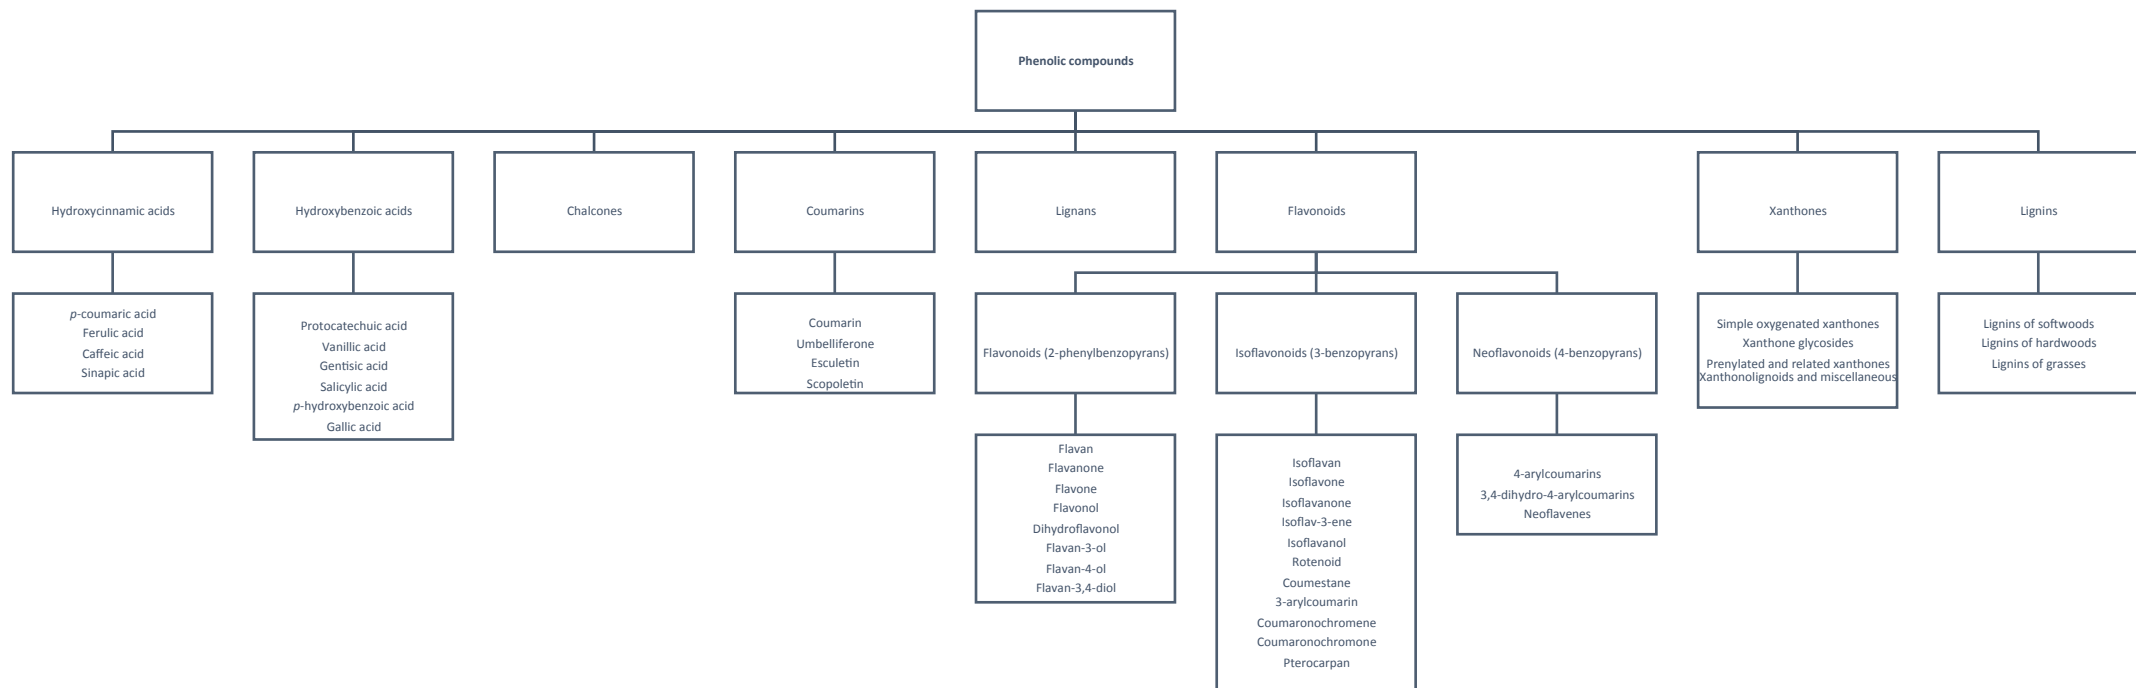 Phenolic compounds
Hydroxycinnamic acids
Hydroxybenzoic acids
Chalcones
Coumarins
Lignans
Flavonoids
Xanthones
Lignins
p-coumaric acid
Ferulic acid
Caffeic acid
Sinapic acid
Protocatechuic acid
Vanillic acid
Gentisic acid
Salicylic acid
p-hydroxybenzoic acid
Gallic acid
Coumarin
Umbelliferone
Esculetin
Scopoletin
Flavonoids (2-phenylbenzopyrans)
Isoflavonoids (3-benzopyrans)
Neoflavonoids (4-benzopyrans)
Simple oxygenated xanthones
Xanthone glycosides
Prenylated and related xanthones
Xanthonolignoids and miscellaneous
Lignins of softwoods
Lignins of hardwoods
Lignins of grasses
Flavan
Flavanone
Flavone
Flavonol
Dihydroflavonol
Flavan-3-ol
Flavan-4-ol
Flavan-3,4-diol
Isoflavan
Isoflavone
Isoflavanone
Isoflav-3-ene
Isoflavanol
Rotenoid
Coumestane
3-arylcoumarin
Coumaronochromene
Coumaronochromone
Pterocarpan
4-arylcoumarins
3,4-dihydro-4-arylcoumarins
Neoflavenes